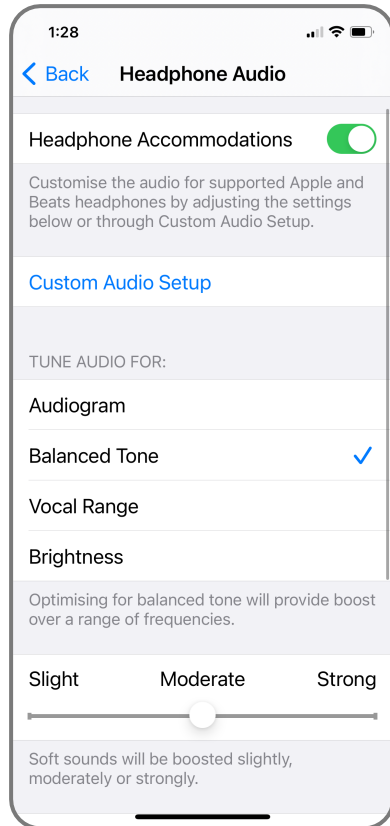 1:28
Back Headphone Audio
Headphone Accommodations
Customise the audio for supported Apple and
Beats headphones by adjusting the settings
below or through Custom Audio Setup.
Custom Audio Setup
TUNE AUDIO FOR:
Audiogram
Balanced Tone
Vocal Range
Brightness
Optimising for balanced tone will provide boost
over a range of frequencies.
Slight Moderate Strong
Soft sounds will be boosted slightly,
moderately or strongly.